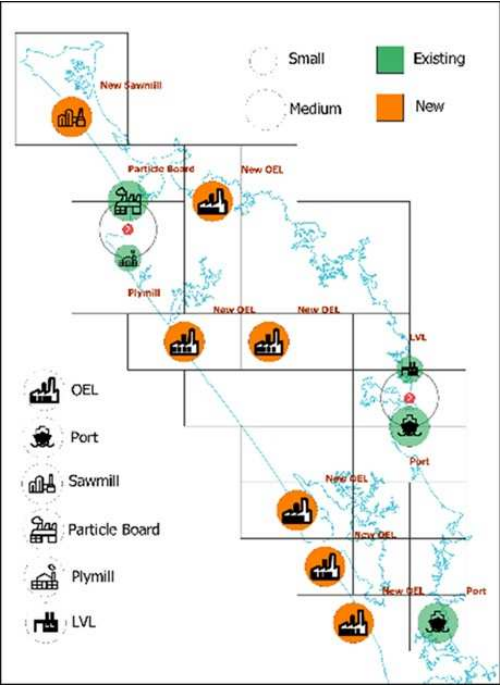 Small
Existing
Medium
New
New Sawmill
Particle Board
New OEL
Plymill
New OEL
New OEL
LVL
OEL
Port
Port
Sawmill
New OEL
Particle Board
New OEL
Plymill
New OEL
Port
LVL